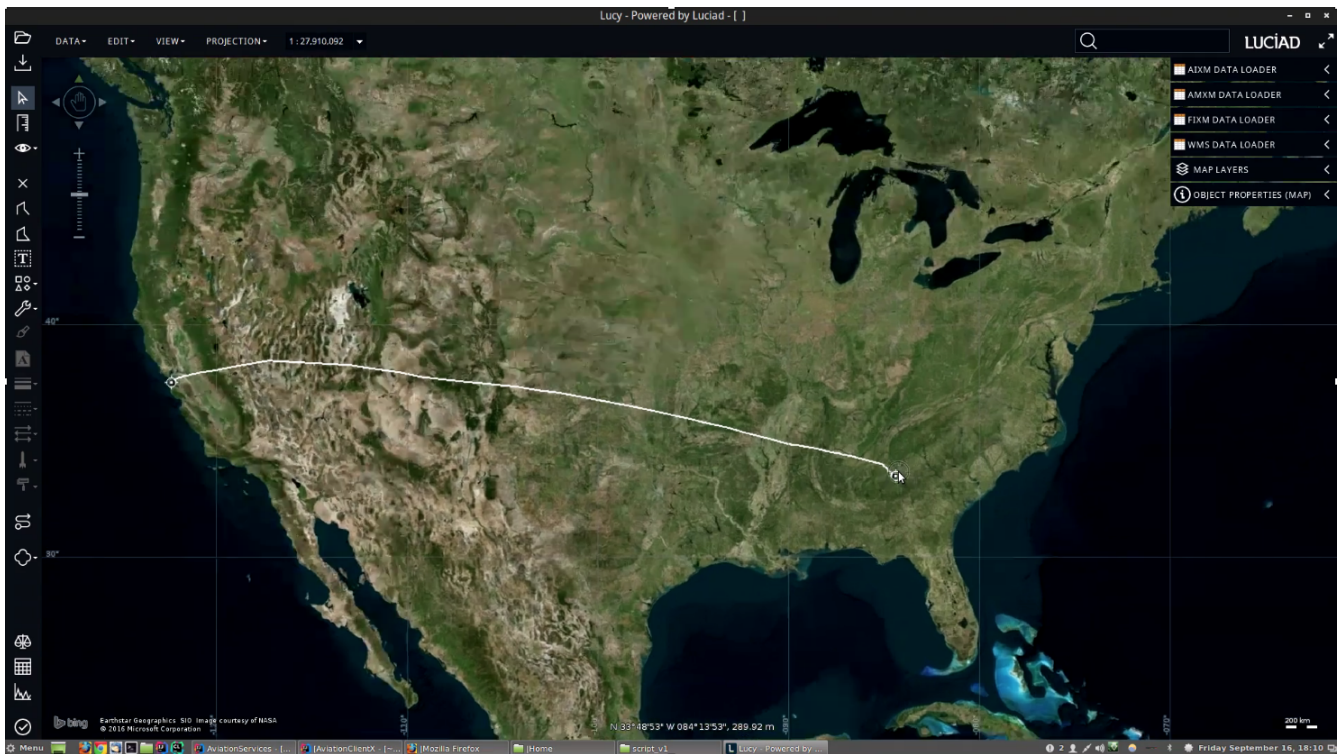 Lucy - Powered by Luciad - [ ]
DATA EDIT VIEW PROJECTION 1 : 27,910,092 LUCIAD
AIXM DATA LOADER
AMXM DATA LOADER
FIXM DATA LOADER
WMS DATA LOADER
MAP LAYERS
OBJECT PROPERTIES (MAP)
40°
30°
bing Earthstar Geographics SIO Image courtesy of NASA
© 2016 Microsoft Corporation
N 33°48'53" W 084°13'53", 289.92 m
200 km
Menu AviationServices - [... [AviationClientX - [~... [Mozilla Firefox [Home script_v1 Lucy - Powered by ... 2 Friday September 16, 18:10